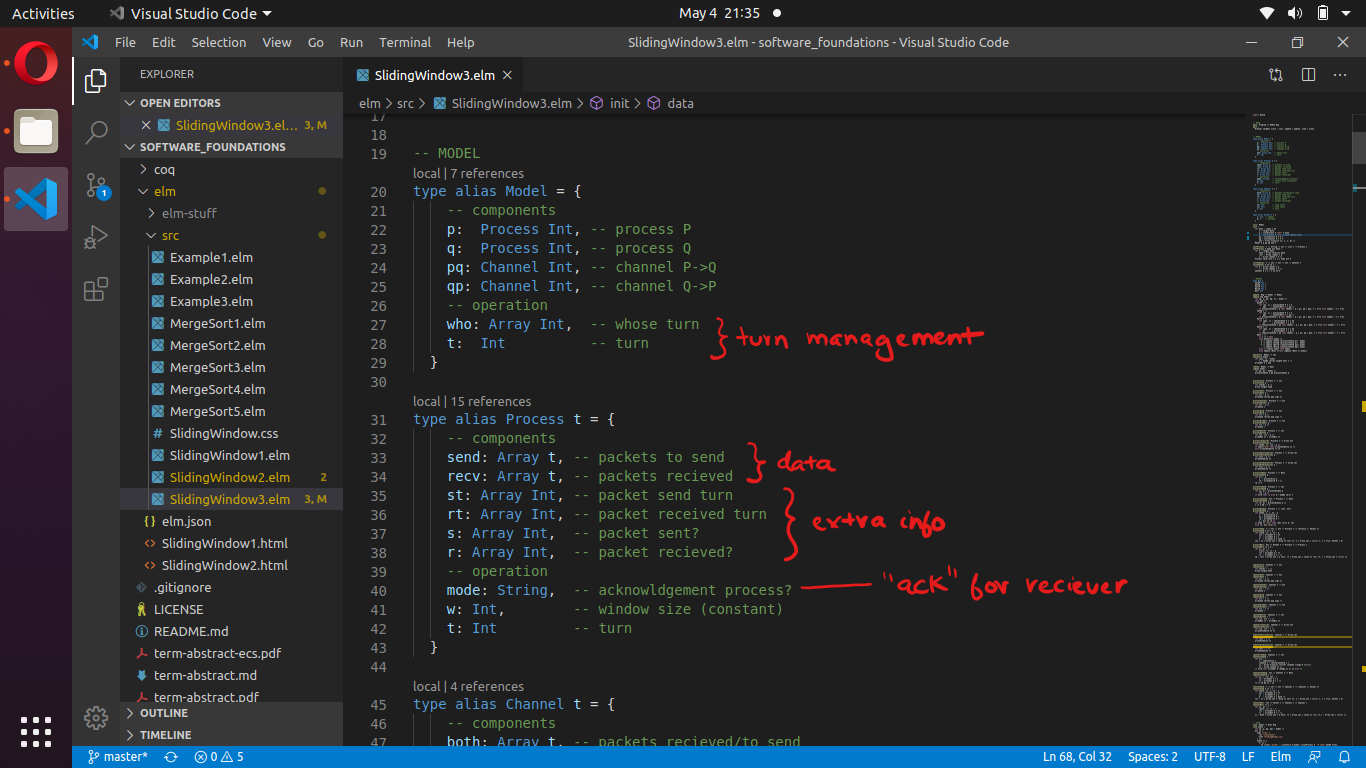 Activities
Visual Studio Code
May 4 21:35
File Edit Selection View Go Run Terminal Help
SlidingWindow3.elm - software_foundations - Visual Studio Code
EXPLORER
OPEN EDITORS
SlidingWindow3.el... 3, M
SOFTWARE_FOUNDATIONS
coq
elm
elm-stuff
src
Example1.elm
Example2.elm
Example3.elm
MergeSort1.elm
MergeSort2.elm
MergeSort3.elm
MergeSort4.elm
MergeSort5.elm
# SlidingWindow.css
SlidingWindow1.elm
SlidingWindow2.elm 2
SlidingWindow3.elm 3, M
{} elm.json
<> SlidingWindow1.html
<> SlidingWindow2.html
.gitignore
LICENSE
README.md
term-abstract-ecs.pdf
term-abstract.md
term-abstract.pdf
OUTLINE
TIMELINE
1
SlidingWindow3.elm
elm > src > SlidingWindow3.elm > init > data
17
18
19 -- MODEL
local | 7 references
20 type alias Model = {
21 -- components
22 p: Process Int, -- process P
23 q: Process Int, -- process Q
24 pq: Channel Int, -- channel P->Q
25 qp: Channel Int, -- channel Q->P
26 -- operation
27 who: Array Int, -- whose turn
28 t: Int -- turn
} turn management
29 }
30
local | 15 references
31 type alias Process t = {
32 -- components
33 send: Array t, -- packets to send
34 recv: Array t, -- packets recieved
} data
35 st: Array Int, -- packet send turn
36 rt: Array Int, -- packet received turn
} extra info
37 s: Array Int, -- packet sent?
38 r: Array Int, -- packet recieved?
39 -- operation
40 mode: String, -- acknowldgement process? — "ack" for reciever
41 w: Int, -- window size (constant)
42 t: Int -- turn
43 }
44
local | 4 references
45 type alias Channel t = {
46 -- components
47 both: Array t, -- packets recieved/to send
master* 0 5
Ln 68, Col 32 Spaces: 2 UTF-8 LF Elm